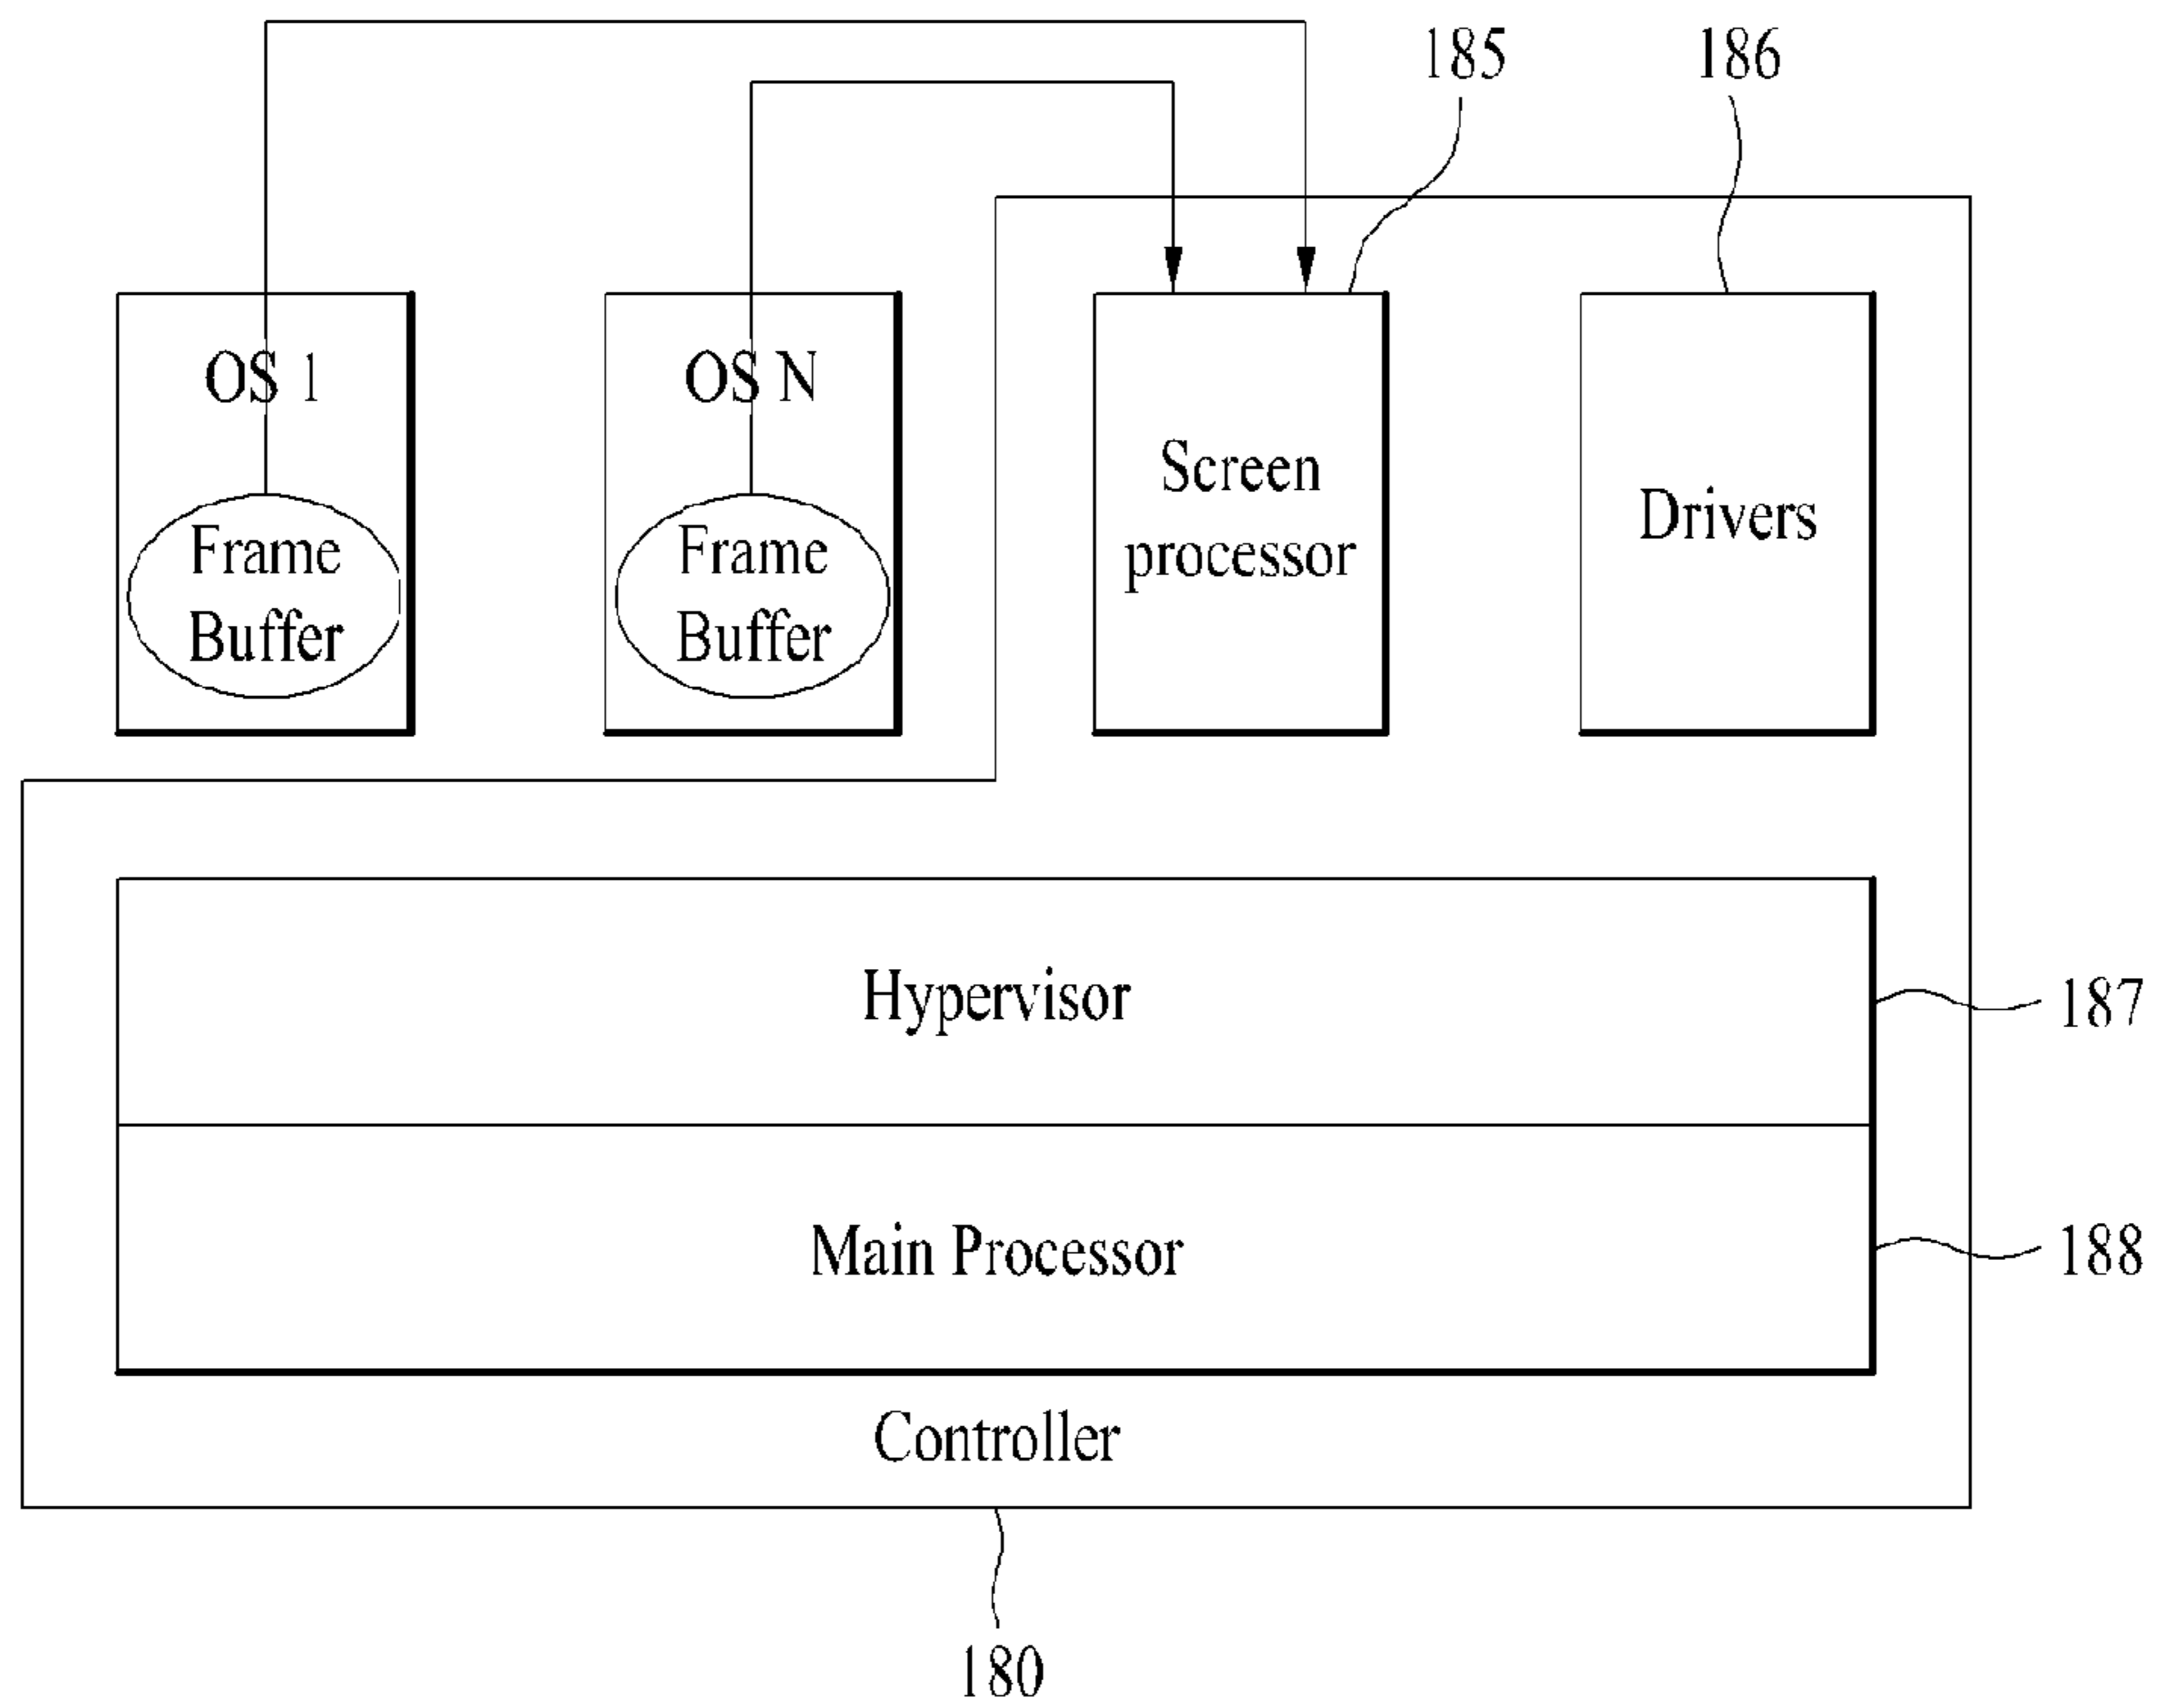 185
186
OS 1
OS N
Screen
processor
Drivers
Frame
Buffer
Frame
Buffer
Hypervisor
187
Main Processor
188
Controller
180